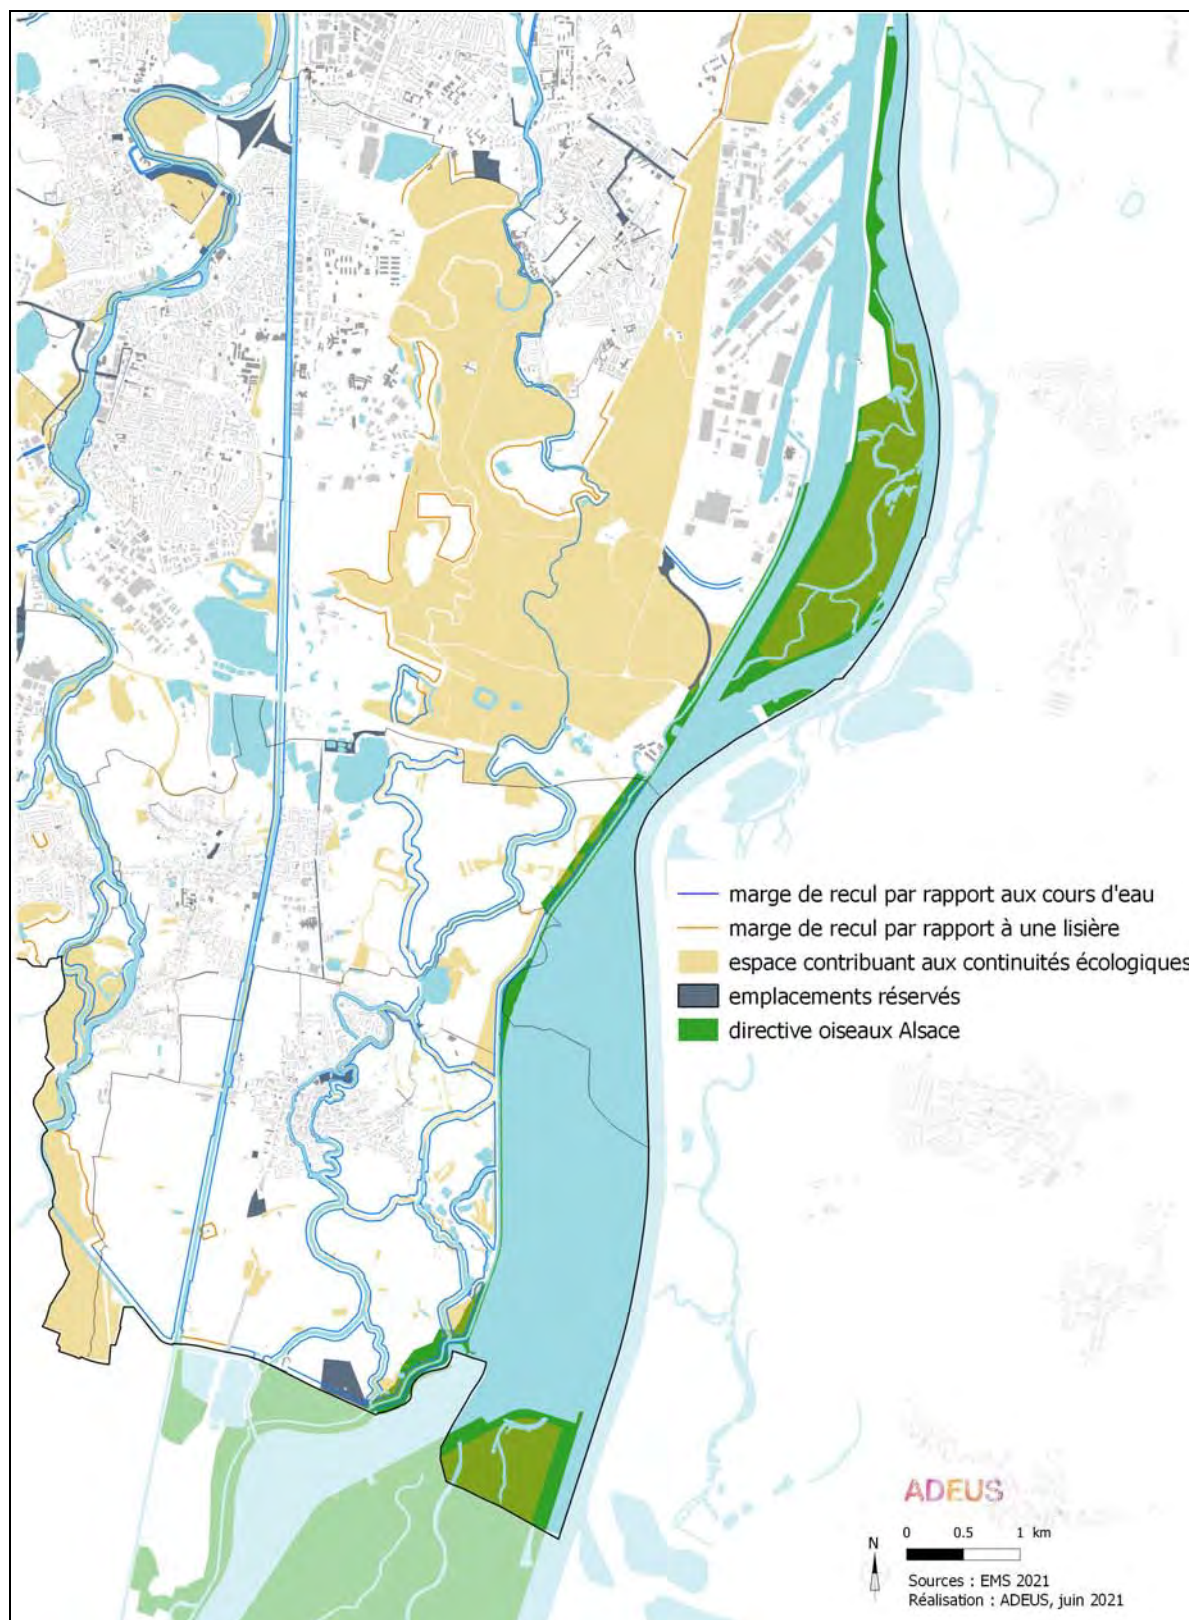 marge de recul par rapport aux cours d'eau
marge de recul par rapport à une lisière
espace contribuant aux continuités écologiques
emplacements réservés
directive oiseaux Alsace
ADEUS
N
0 0.5 1 km
Sources : EMS 2021
Réalisation : ADEUS, juin 2021